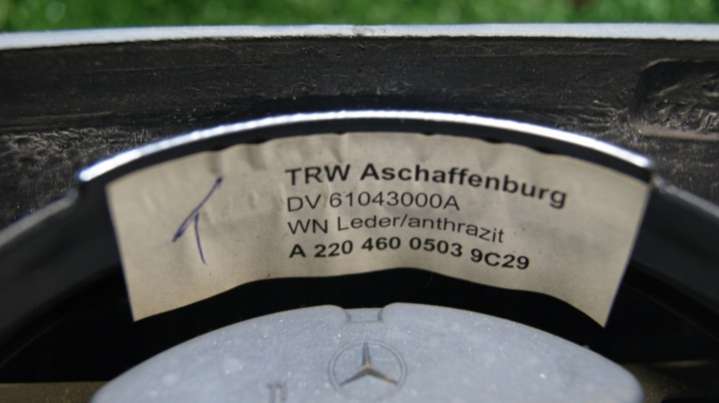 TRW Aschaffenburg
DV 61043000A
WN Leder/anthrazit
A 220 460 0503 9C29